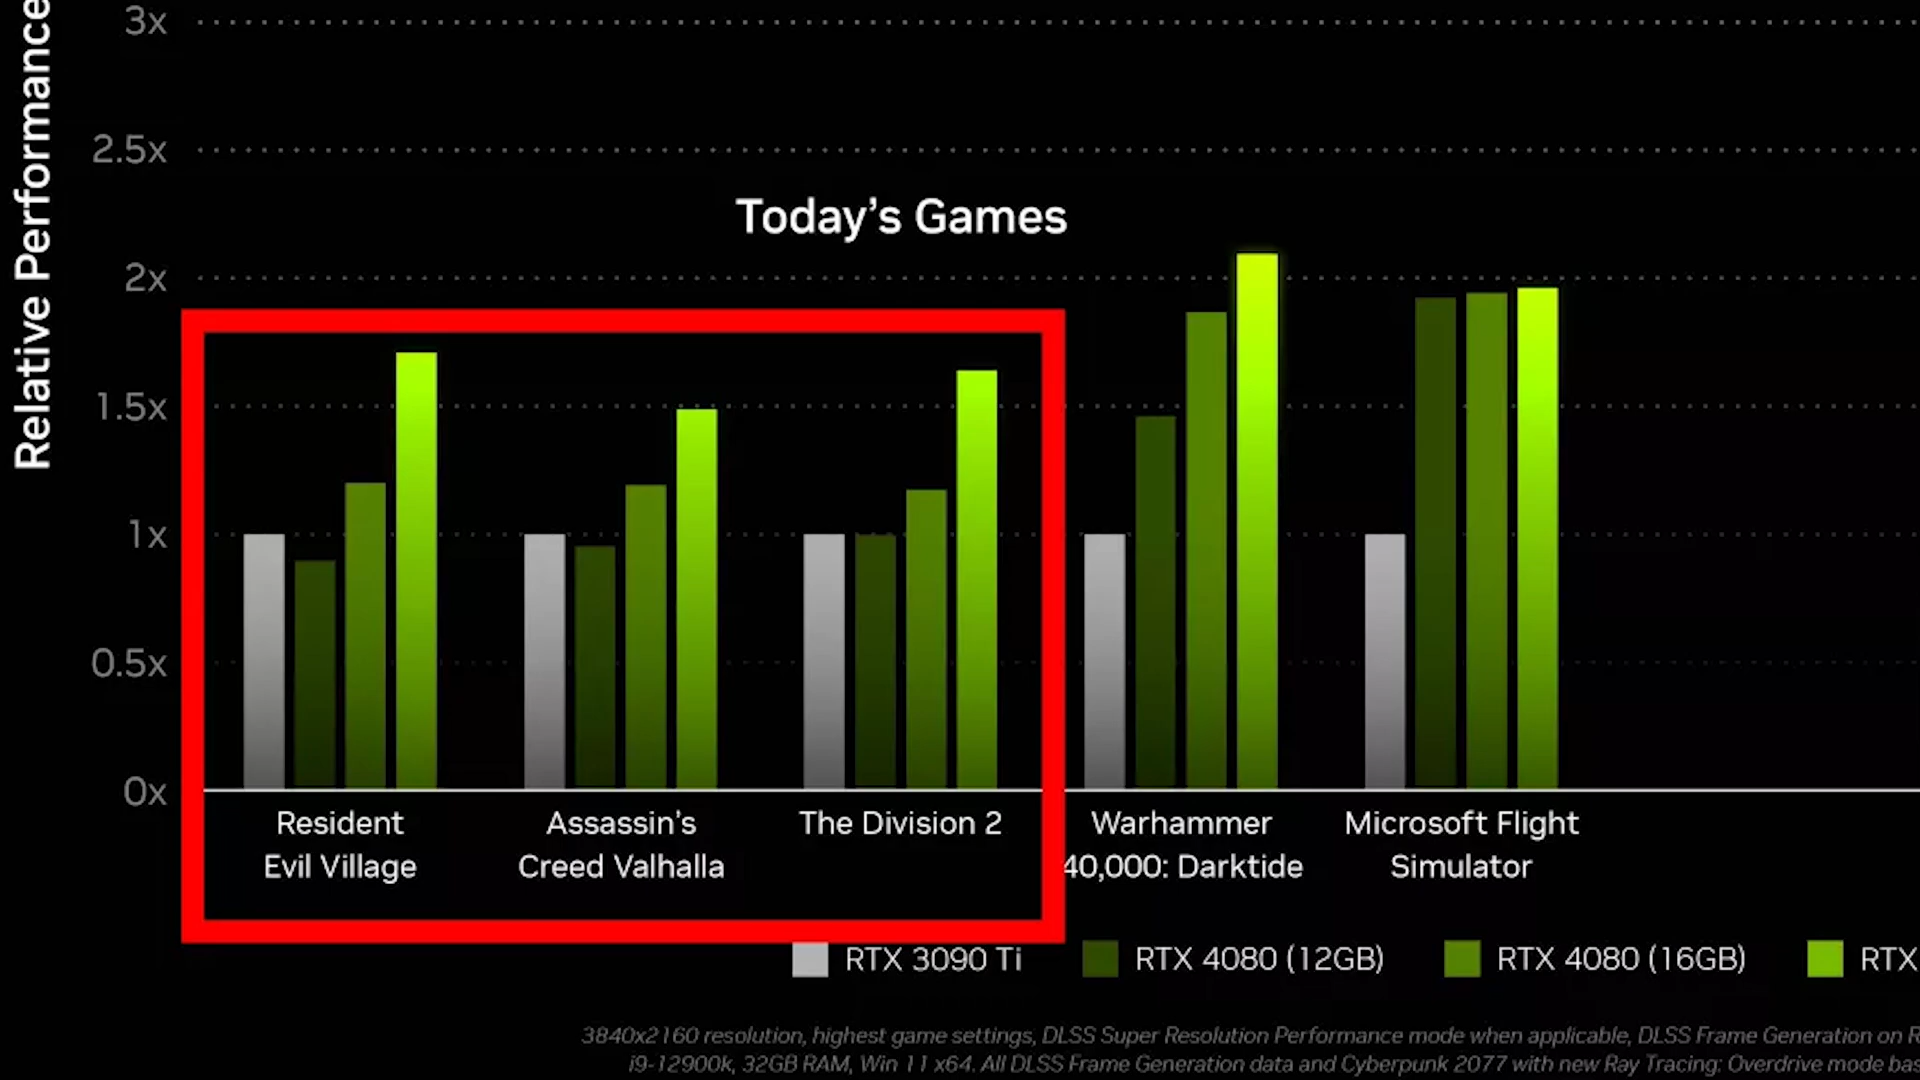 Relative Performance
3x
2.5x
Today's Games
2x
1.5x
1x
0.5x
0x
Resident
Evil Village
Assassin's
Creed Valhalla
The Division 2
Warhammer
40,000: Darktide
Microsoft Flight
Simulator
RTX 3090 Ti
RTX 4080 (12GB)
RTX 4080 (16GB)
RTX
3840x2160 resolution, highest game settings, DLSS Super Resolution Performance mode when applicable, DLSS Frame Generation on
i9-12900k, 32GB RAM, Win 11 x64. All DLSS Frame Generation data and Cyberpunk 2077 with new Ray Tracing: Overdrive mode